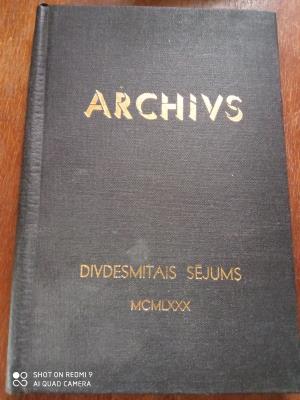 ARCHIVS
DIVDESMITAIS SĒJUMS
MCMLXXX
SHOT ON REDMI 9
AI QUAD CAMERA